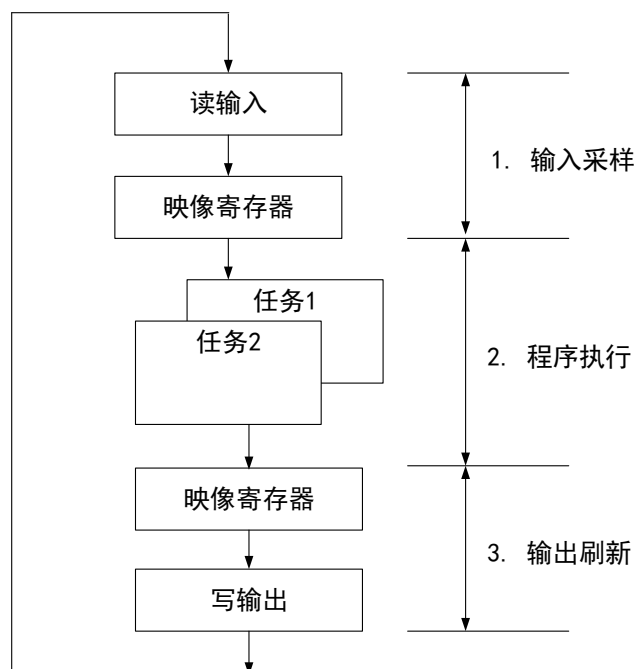 读输入
1. 输入采样
映像寄存器
任务1
任务2
2. 程序执行
映像寄存器
3. 输出刷新
写输出